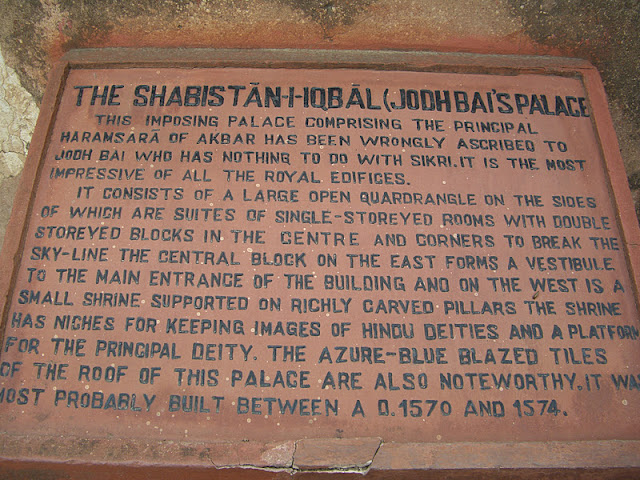 THE SHABISTĀN-I-IQBĀL (JODH BAI'S PALACE
THIS IMPOSING PALACE COMPRISING THE PRINCIPAL
HARAMSARĀ OF AKBAR HAS BEEN WRONGLY ASCRIBED TO
JODH BAI WHO HAS NOTHING TO DO WITH SIKRI. IT IS THE MOST
IMPRESSIVE OF ALL THE ROYAL EDIFICES.
IT CONSISTS OF A LARGE OPEN QUARDRANGLE ON THE SIDES
OF WHICH ARE SUITES OF SINGLE-STOREYED ROOMS WITH DOUBLE
STOREYED BLOCKS IN THE CENTRE AND CORNERS TO BREAK THE
SKY-LINE THE CENTRAL BLOCK ON THE EAST FORMS A VESTIBULE
TO THE MAIN ENTRANCE OF THE BUILDING AND ON THE WEST IS A
SMALL SHRINE SUPPORTED ON RICHLY CARVED PILLARS THE SHRINE
HAS NICHES FOR KEEPING IMAGES OF HINDU DEITIES AND A PLATFORM
FOR THE PRINCIPAL DEITY. THE AZURE-BLUE BLAZED TILES
OF THE ROOF OF THIS PALACE ARE ALSO NOTEWORTHY. IT WAS
MOST PROBABLY BUILT BETWEEN A D. 1570 AND 1574.